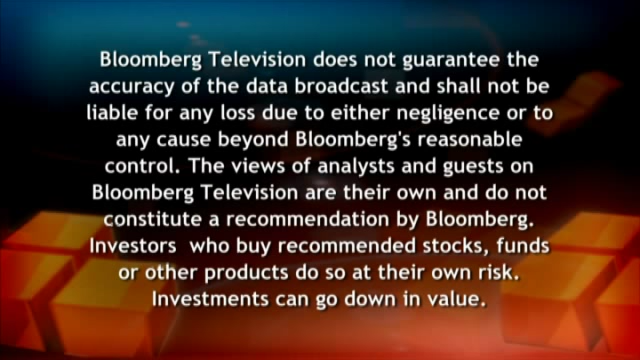 Bloomberg Television does not guarantee the
accuracy of the data broadcast and shall not be
liable for any loss due to either negligence or to
any cause beyond Bloomberg's reasonable
control. The views of analysts and guests on
Bloomberg Television are their own and do not
constitute a recommendation by Bloomberg.
Investors  who buy recommended stocks, funds
or other products do so at their own risk.
Investments can go down in value.